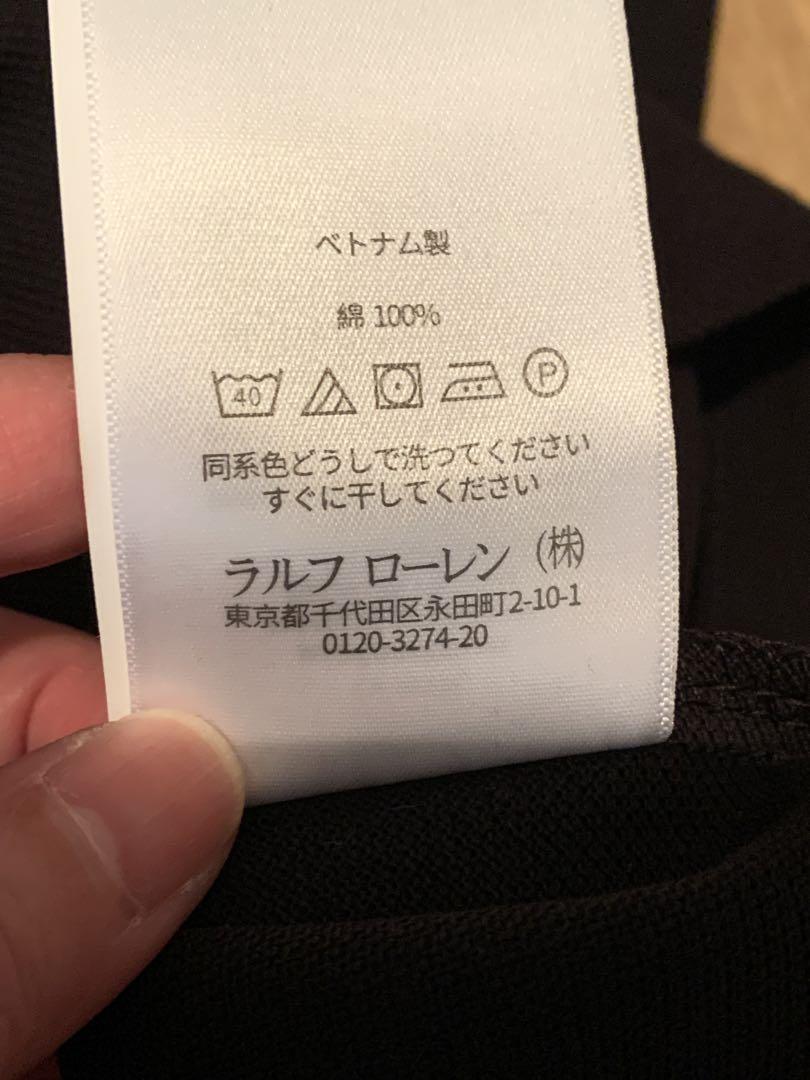 ベトナム製
綿 100%
40 P
同系色どうしで洗つてください
すぐに干してください
ラルフ ローレン (株)
東京都千代田区永田町2-10-1
0120-3274-20